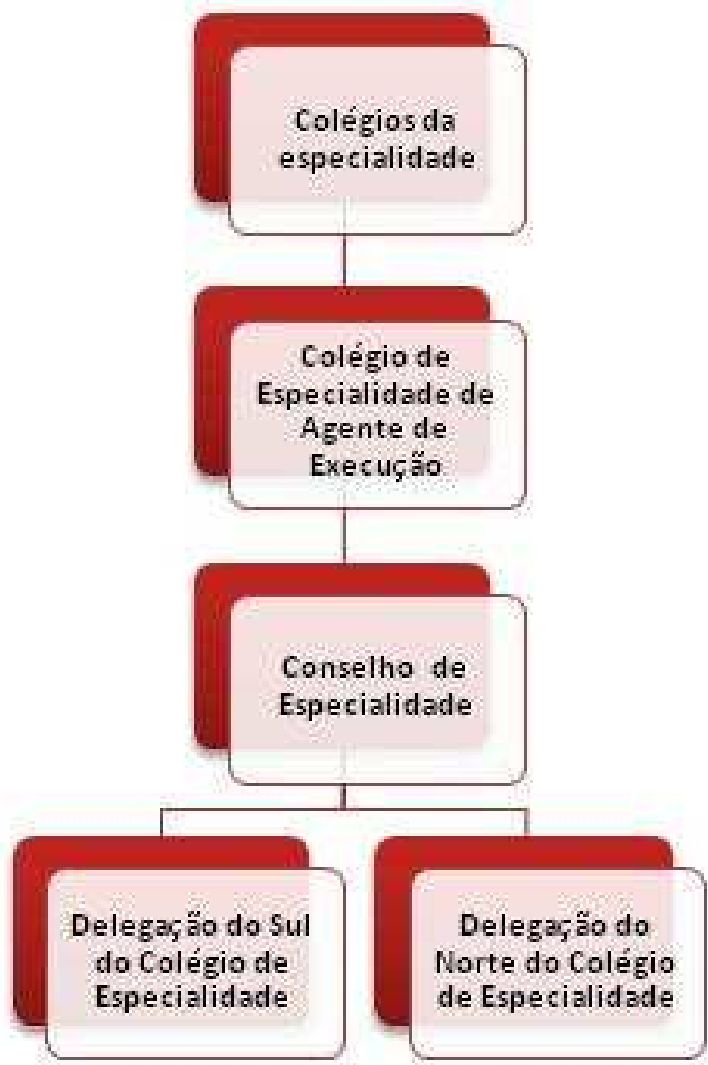 Colégios da
especialidade
Colégio de
Especialidade de
Agente de
Execução
Conselho de
Especialidade
Delegação do Sul
do Colégio de
Especialidade
Delegação do
Norte do Colégio
de Especialidade